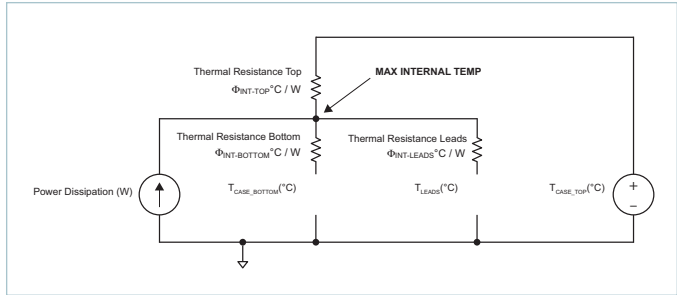 Thermal Resistance Top
MAX INTERNAL TEMP
ΦINT-TOP°C / W
Thermal Resistance Bottom
ΦINT-BOTTOM°C / W
Thermal Resistance Leads
ΦINT-LEADS°C / W
Power Dissipation (W)
TCASE_BOTTOM(°C)
TLEADS(°C)
TCASE_TOP(°C)
+
–